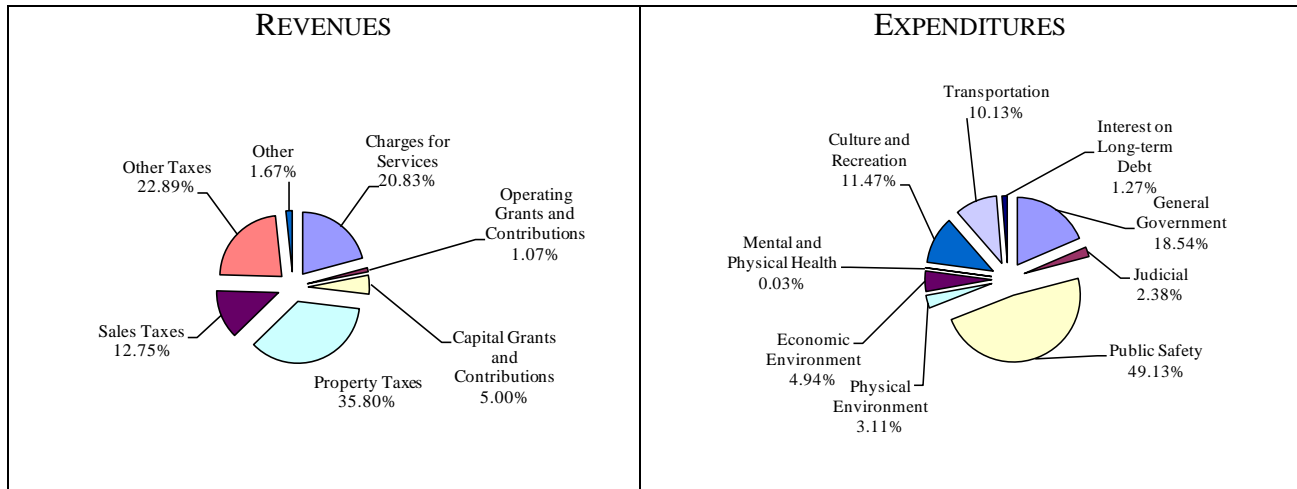 REVENUES
Other Taxes
22.89%
Other
1.67%
Charges for
Services
20.83%
Operating
Grants and
Contributions
1.07%
Sales Taxes
12.75%
Property Taxes
35.80%
Capital Grants
and
Contributions
5.00%
EXPENDITURES
Transportation
10.13%
Interest on
Long-term
Debt
1.27%
Culture and
Recreation
11.47%
General
Government
18.54%
Mental and
Physical Health
0.03%
Judicial
2.38%
Economic
Environment
4.94%
Physical
Environment
3.11%
Public Safety
49.13%